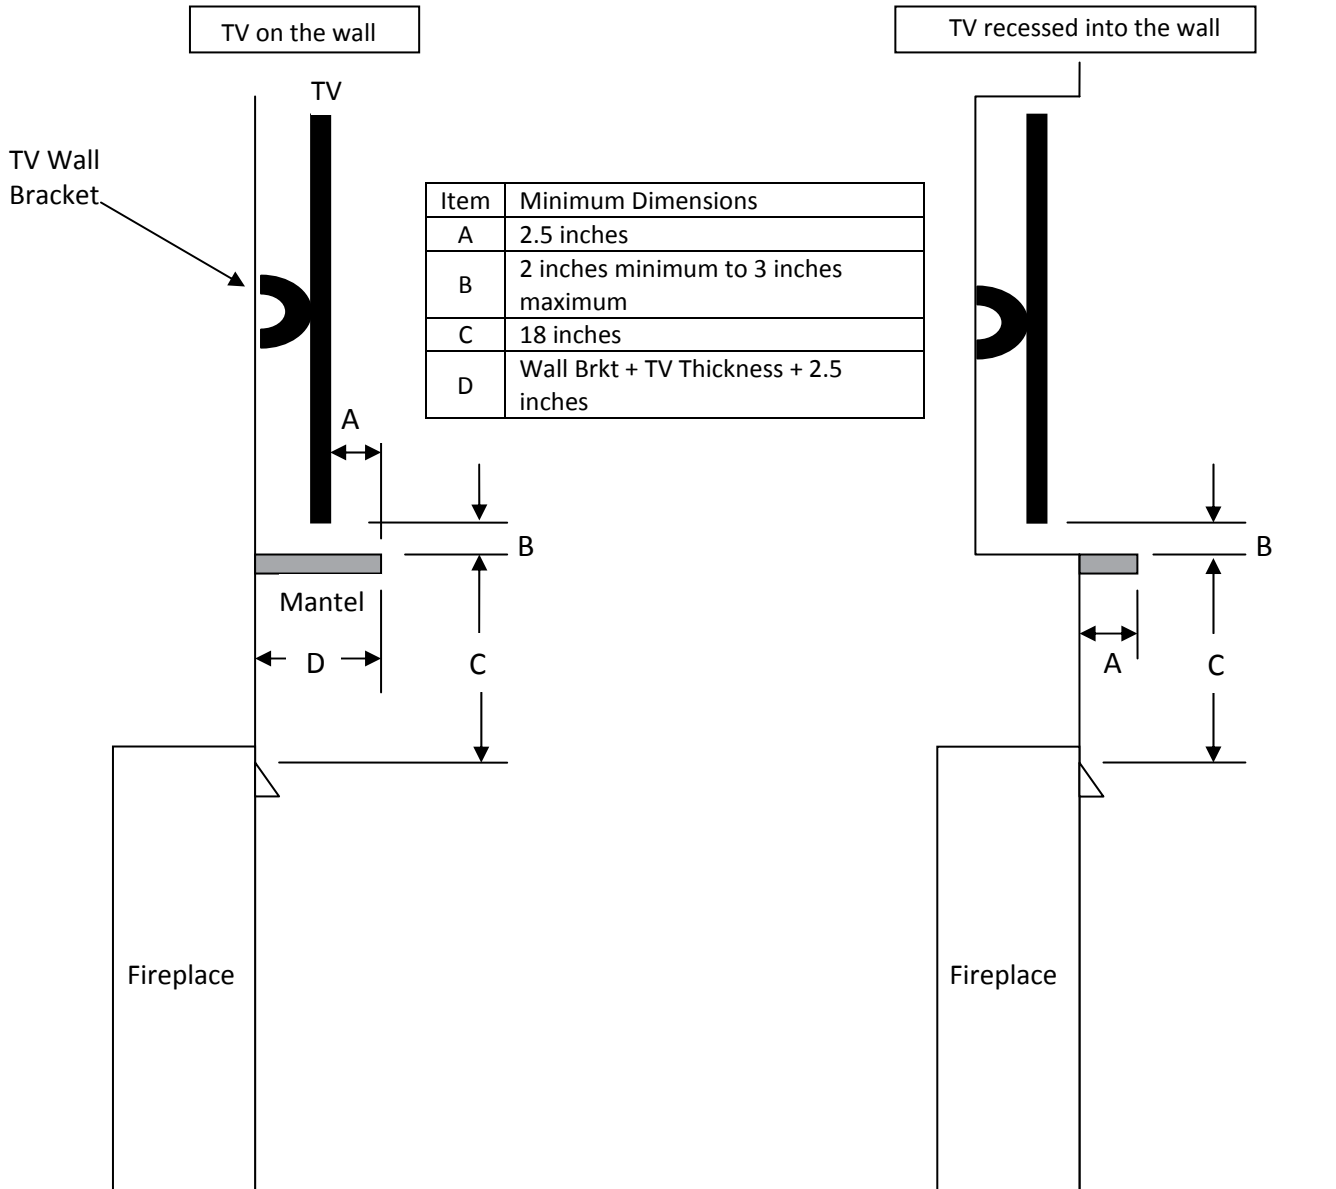 TV on the wall
TV recessed into the wall
TV
TV Wall
Bracket
Item Minimum Dimensions
A 2.5 inches
B 2 inches minimum to 3 inches
maximum
C 18 inches
D Wall Brkt + TV Thickness + 2.5
inches
A
B
Mantel
D
C
Fireplace
B
A
C
Fireplace